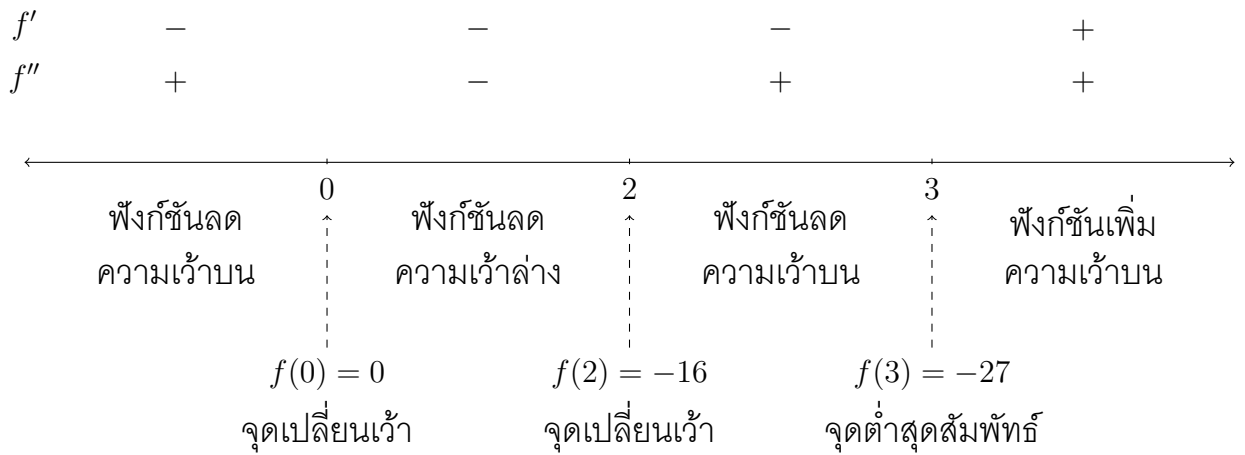 f′ − − − +
f″ + − + +
0 2 3
ฟังก์ชันลด ฟังก์ชันลด ฟังก์ชันลด ฟังก์ชันเพิ่ม
ความเว้าบน ความเว้าล่าง ความเว้าบน ความเว้าบน
f(0) = 0 f(2) = −16 f(3) = −27
จุดเปลี่ยนเว้า จุดเปลี่ยนเว้า จุดต่ำสุดสัมพัทธ์